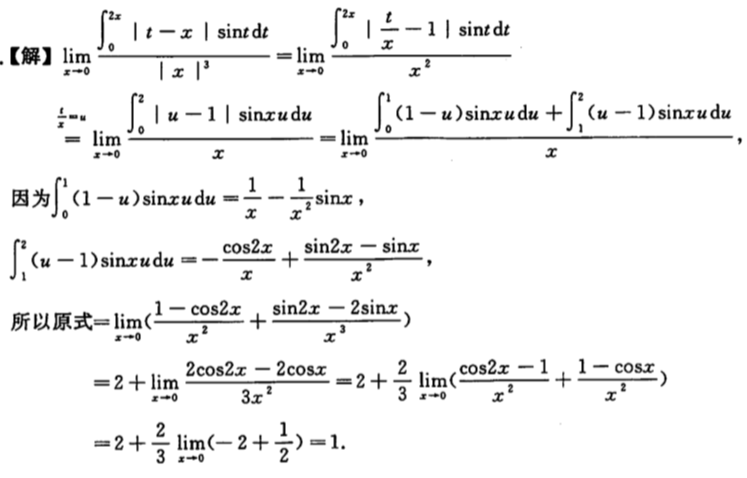 .【解】 $\lim_{x \to 0} \frac{\int_0^{2x} |t-x| \sin t dt}{|x|^3} = \lim_{x \to 0} \frac{\int_0^{2x} |\frac{t}{x}-1| \sin t dt}{x^2}$
$\overset{\frac{t}{x}=u}{=} \lim_{x \to 0} \frac{\int_0^2 |u-1| \sin xu du}{x} = \lim_{x \to 0} \frac{\int_0^1 (1-u) \sin xu du + \int_1^2 (u-1) \sin xu du}{x}$,
因为 $\int_0^1 (1-u) \sin xu du = \frac{1}{x} - \frac{1}{x^2} \sin x$,
$\int_1^2 (u-1) \sin xu du = -\frac{\cos 2x}{x} + \frac{\sin 2x - \sin x}{x^2}$,
所以原式 $= \lim_{x \to 0} (\frac{1-\cos 2x}{x^2} + \frac{\sin 2x - 2\sin x}{x^3})$
$= 2 + \lim_{x \to 0} \frac{2\cos 2x - 2\cos x}{3x^2} = 2 + \frac{2}{3} \lim_{x \to 0} (\frac{\cos 2x - 1}{x^2} + \frac{1-\cos x}{x^2})$
$= 2 + \frac{2}{3} \lim_{x \to 0} (-2 + \frac{1}{2}) = 1.$